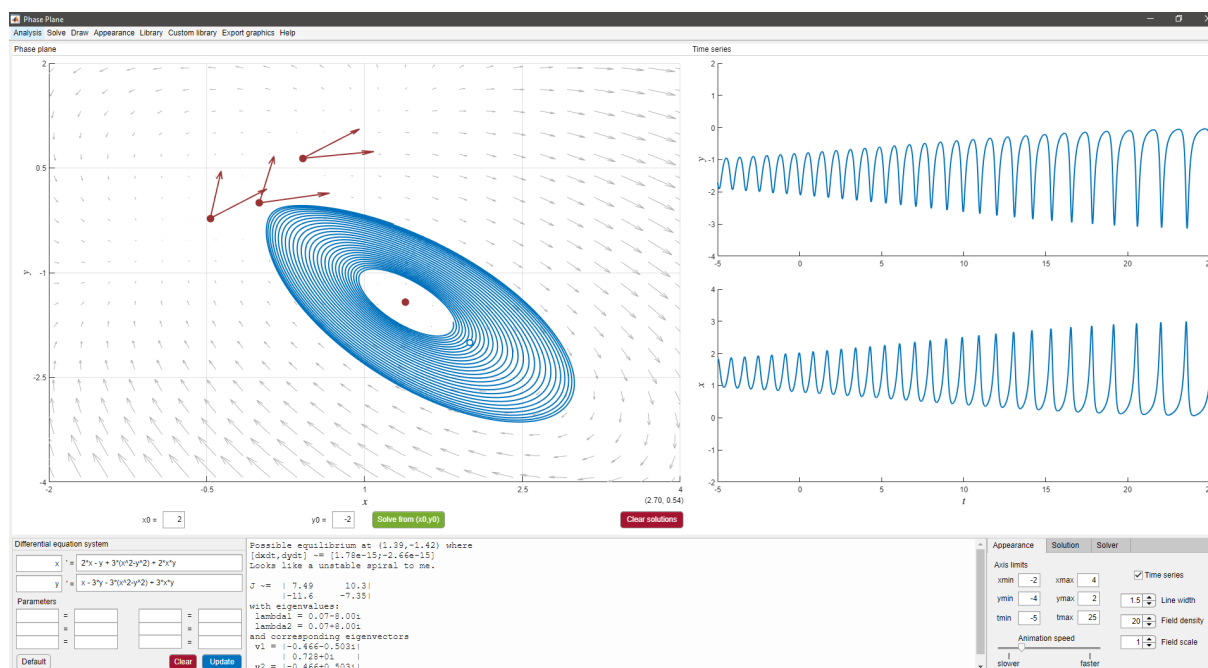 Phase Plane
Analysis Solve Draw Appearance Library Custom library Export graphics Help
Phase plane
Time series
2
0.5
-1
-2.5
-4
y
-2
-0.5
1
2.5
4
x
(2.70, 0.54)
2
1
0
-1
-2
-3
-4
y
-5
0
5
10
15
20
25
4
3
2
1
0
-1
-2
x
-5
0
5
10
15
20
25
t
x0 = 2
y0 = -2
Solve from (x0,y0)
Clear solutions
Differential equation system
x ' = 2*x - y + 3*(x^2-y^2) + 2*x*y
y ' = x - 3*y - 3*(x^2-y^2) + 3*x*y
Parameters
= =
= =
= =
Default Clear Update
Possible equilibrium at (1.39,-1.42) where
[dxdt,dydt] ~= [1.78e-15;-2.66e-15]
Looks like a unstable spiral to me.
J ~= | 7.49 10.3|
|-11.6 -7.35|
with eigenvalues:
lambda1 = 0.07-8.00i
lambda2 = 0.07+8.00i
and corresponding eigenvectors
v1 = |-0.466-0.503i|
| 0.728+0i |
v2 = |-0.466+0.503i|
Appearance Solution Solver
Axis limits
xmin -2 xmax 4
ymin -4 ymax 2
tmin -5 tmax 25
Animation speed
slower faster
Time series
1.5 Line width
20 Field density
1 Field scale